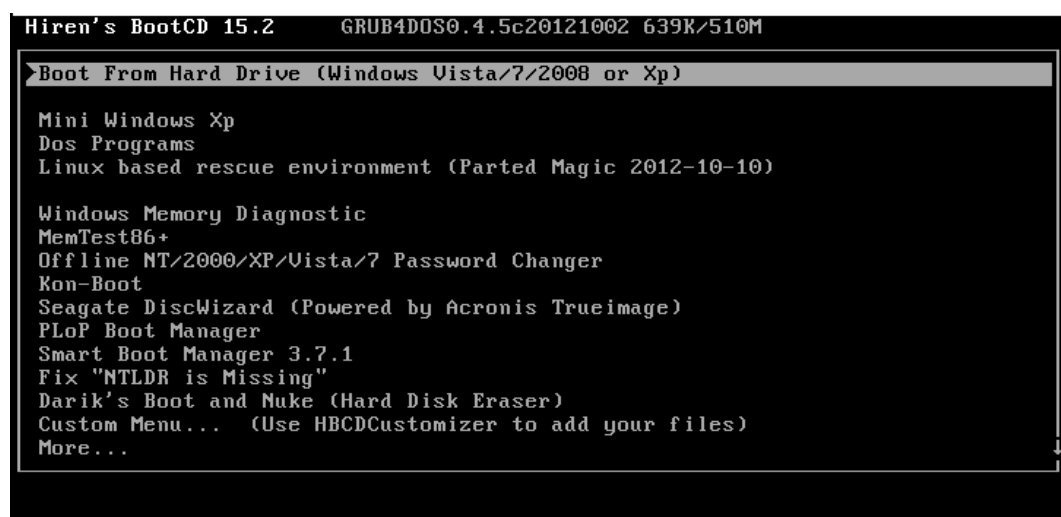 Hiren's BootCD 15.2 GRUB4DOS0.4.5c20121002 639K/510M
Boot From Hard Drive (Windows Vista/7/2008 or Xp)
Mini Windows Xp
Dos Programs
Linux based rescue environment (Parted Magic 2012-10-10)
Windows Memory Diagnostic
MemTest86+
Offline NT/2000/XP/Vista/7 Password Changer
Kon-Boot
Seagate DiscWizard (Powered by Acronis Trueimage)
PLoP Boot Manager
Smart Boot Manager 3.7.1
Fix "NTLDR is Missing"
Darik's Boot and Nuke (Hard Disk Eraser)
Custom Menu... (Use HBCDCustomizer to add your files)
More...